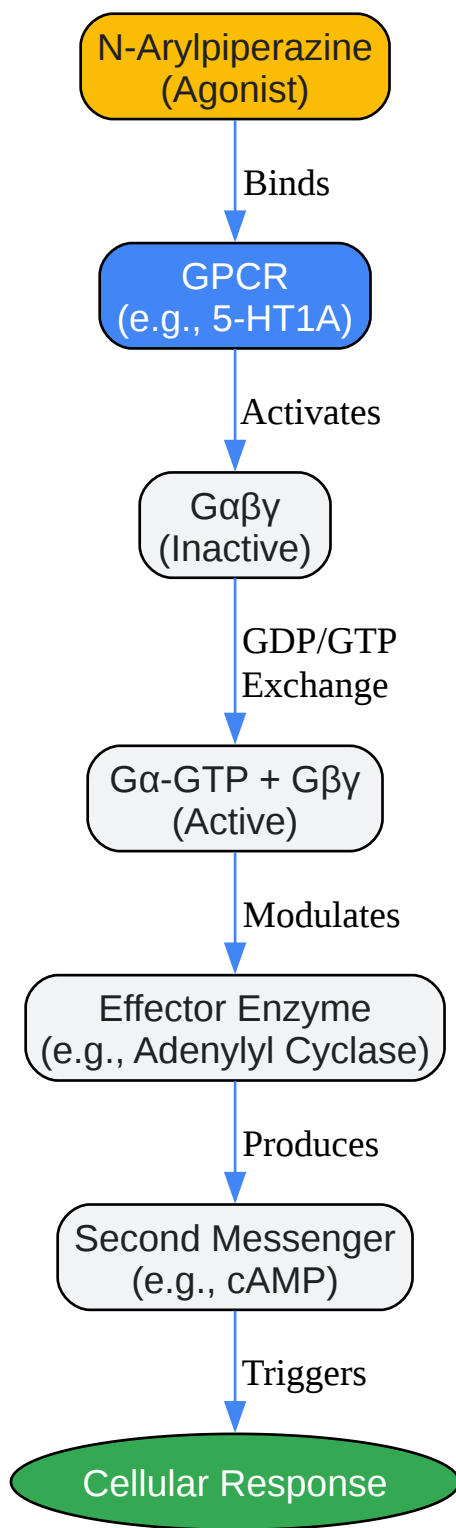 N-Arylpiperazine
(Agonist)
Binds
GPCR
(e.g., 5-HT1A)
Activates
Gαβγ
(Inactive)
GDP/GTP
Exchange
Gα-GTP + Gβγ
(Active)
Modulates
Effector Enzyme
(e.g., Adenylyl Cyclase)
Produces
Second Messenger
(e.g., cAMP)
Triggers
Cellular Response